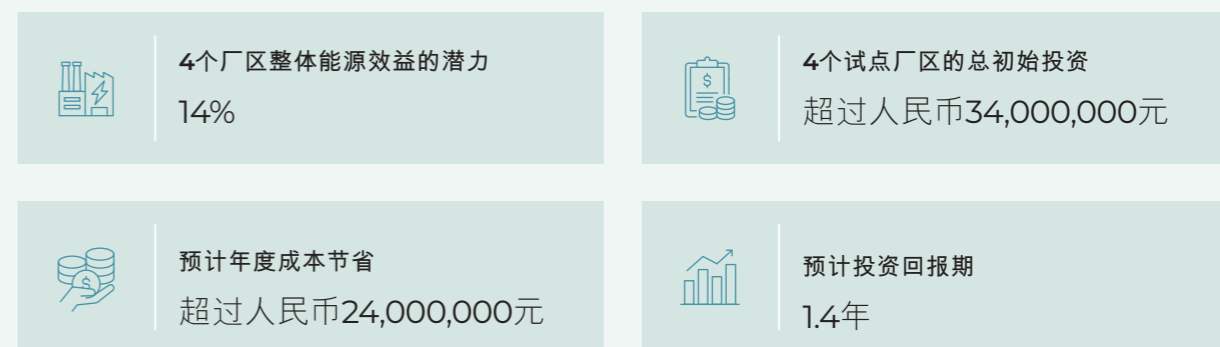 4个厂区整体能源效益的潜力
14%
4个试点厂区的总初始投资
超过人民币34,000,000元
预计年度成本节省
超过人民币24,000,000元
预计投资回报期
1.4年